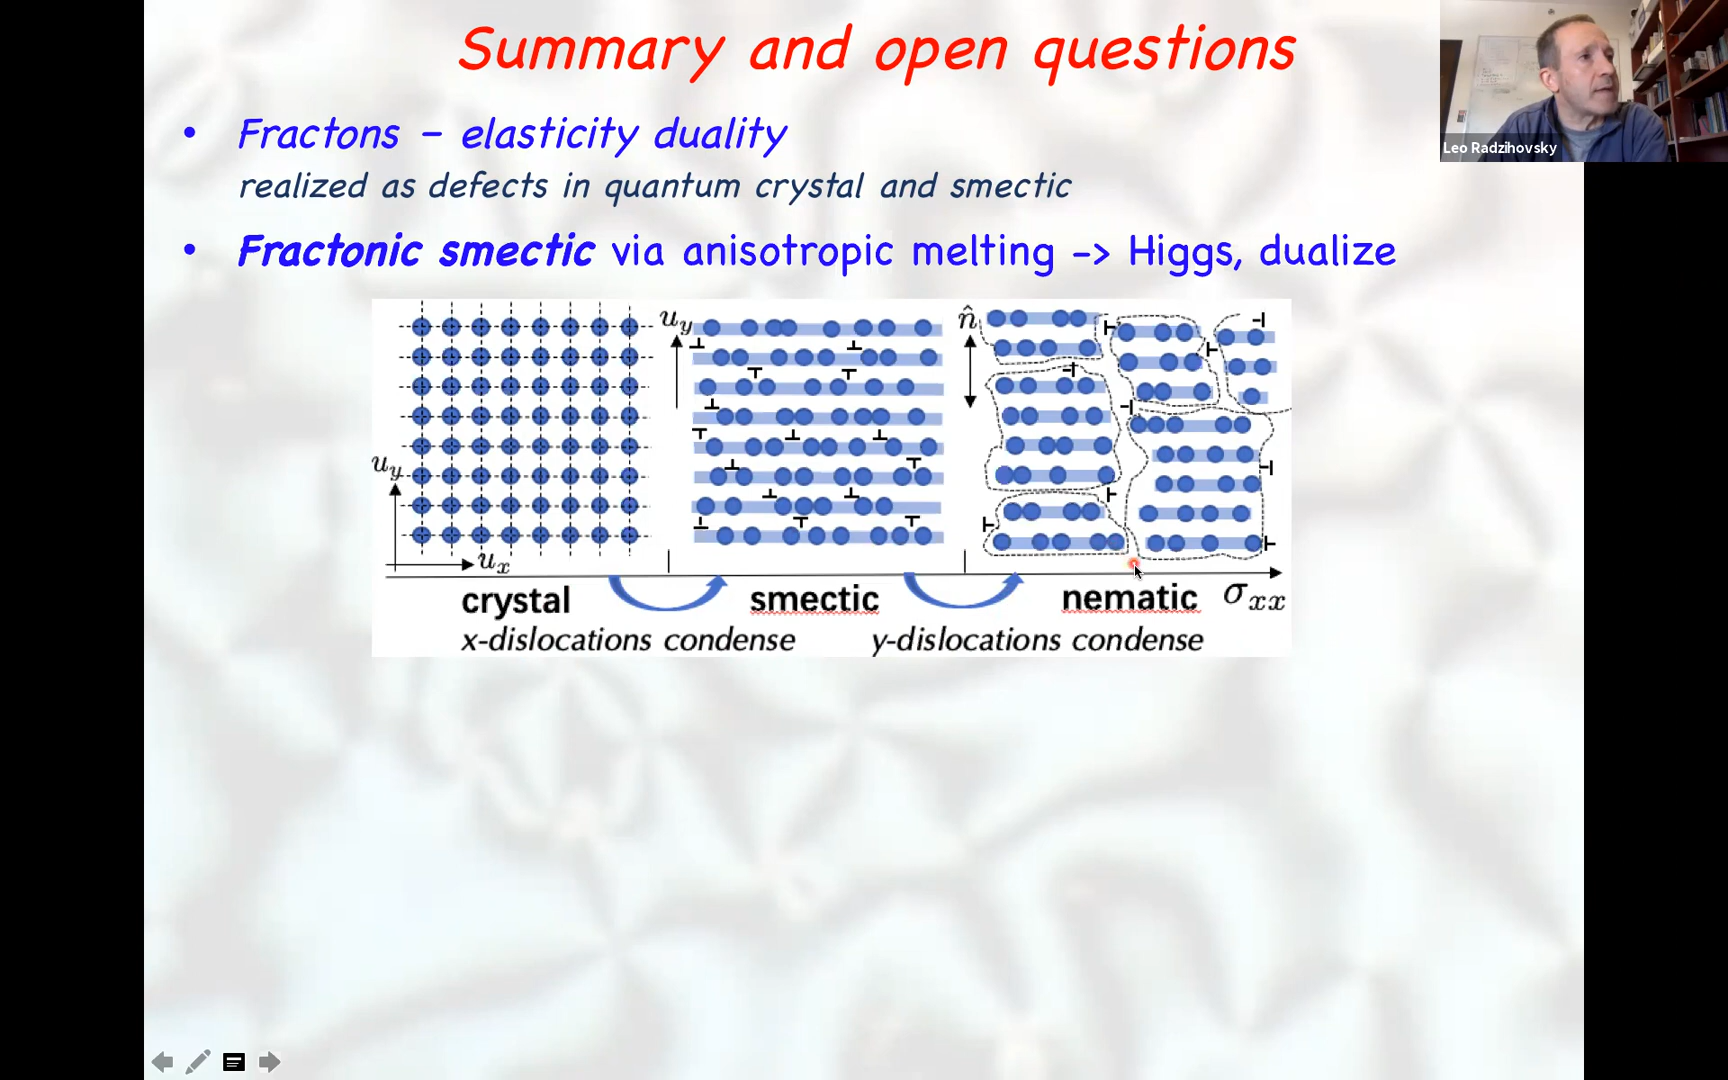 Summary and open questions
Leo Radzihovsky
• Fractons – elasticity duality
realized as defects in quantum crystal and smectic
• Fractonic smectic via anisotropic melting -> Higgs, dualize
u_y
n̂
u_y
u_x
crystal smectic nematic σ_xx
x-dislocations condense y-dislocations condense